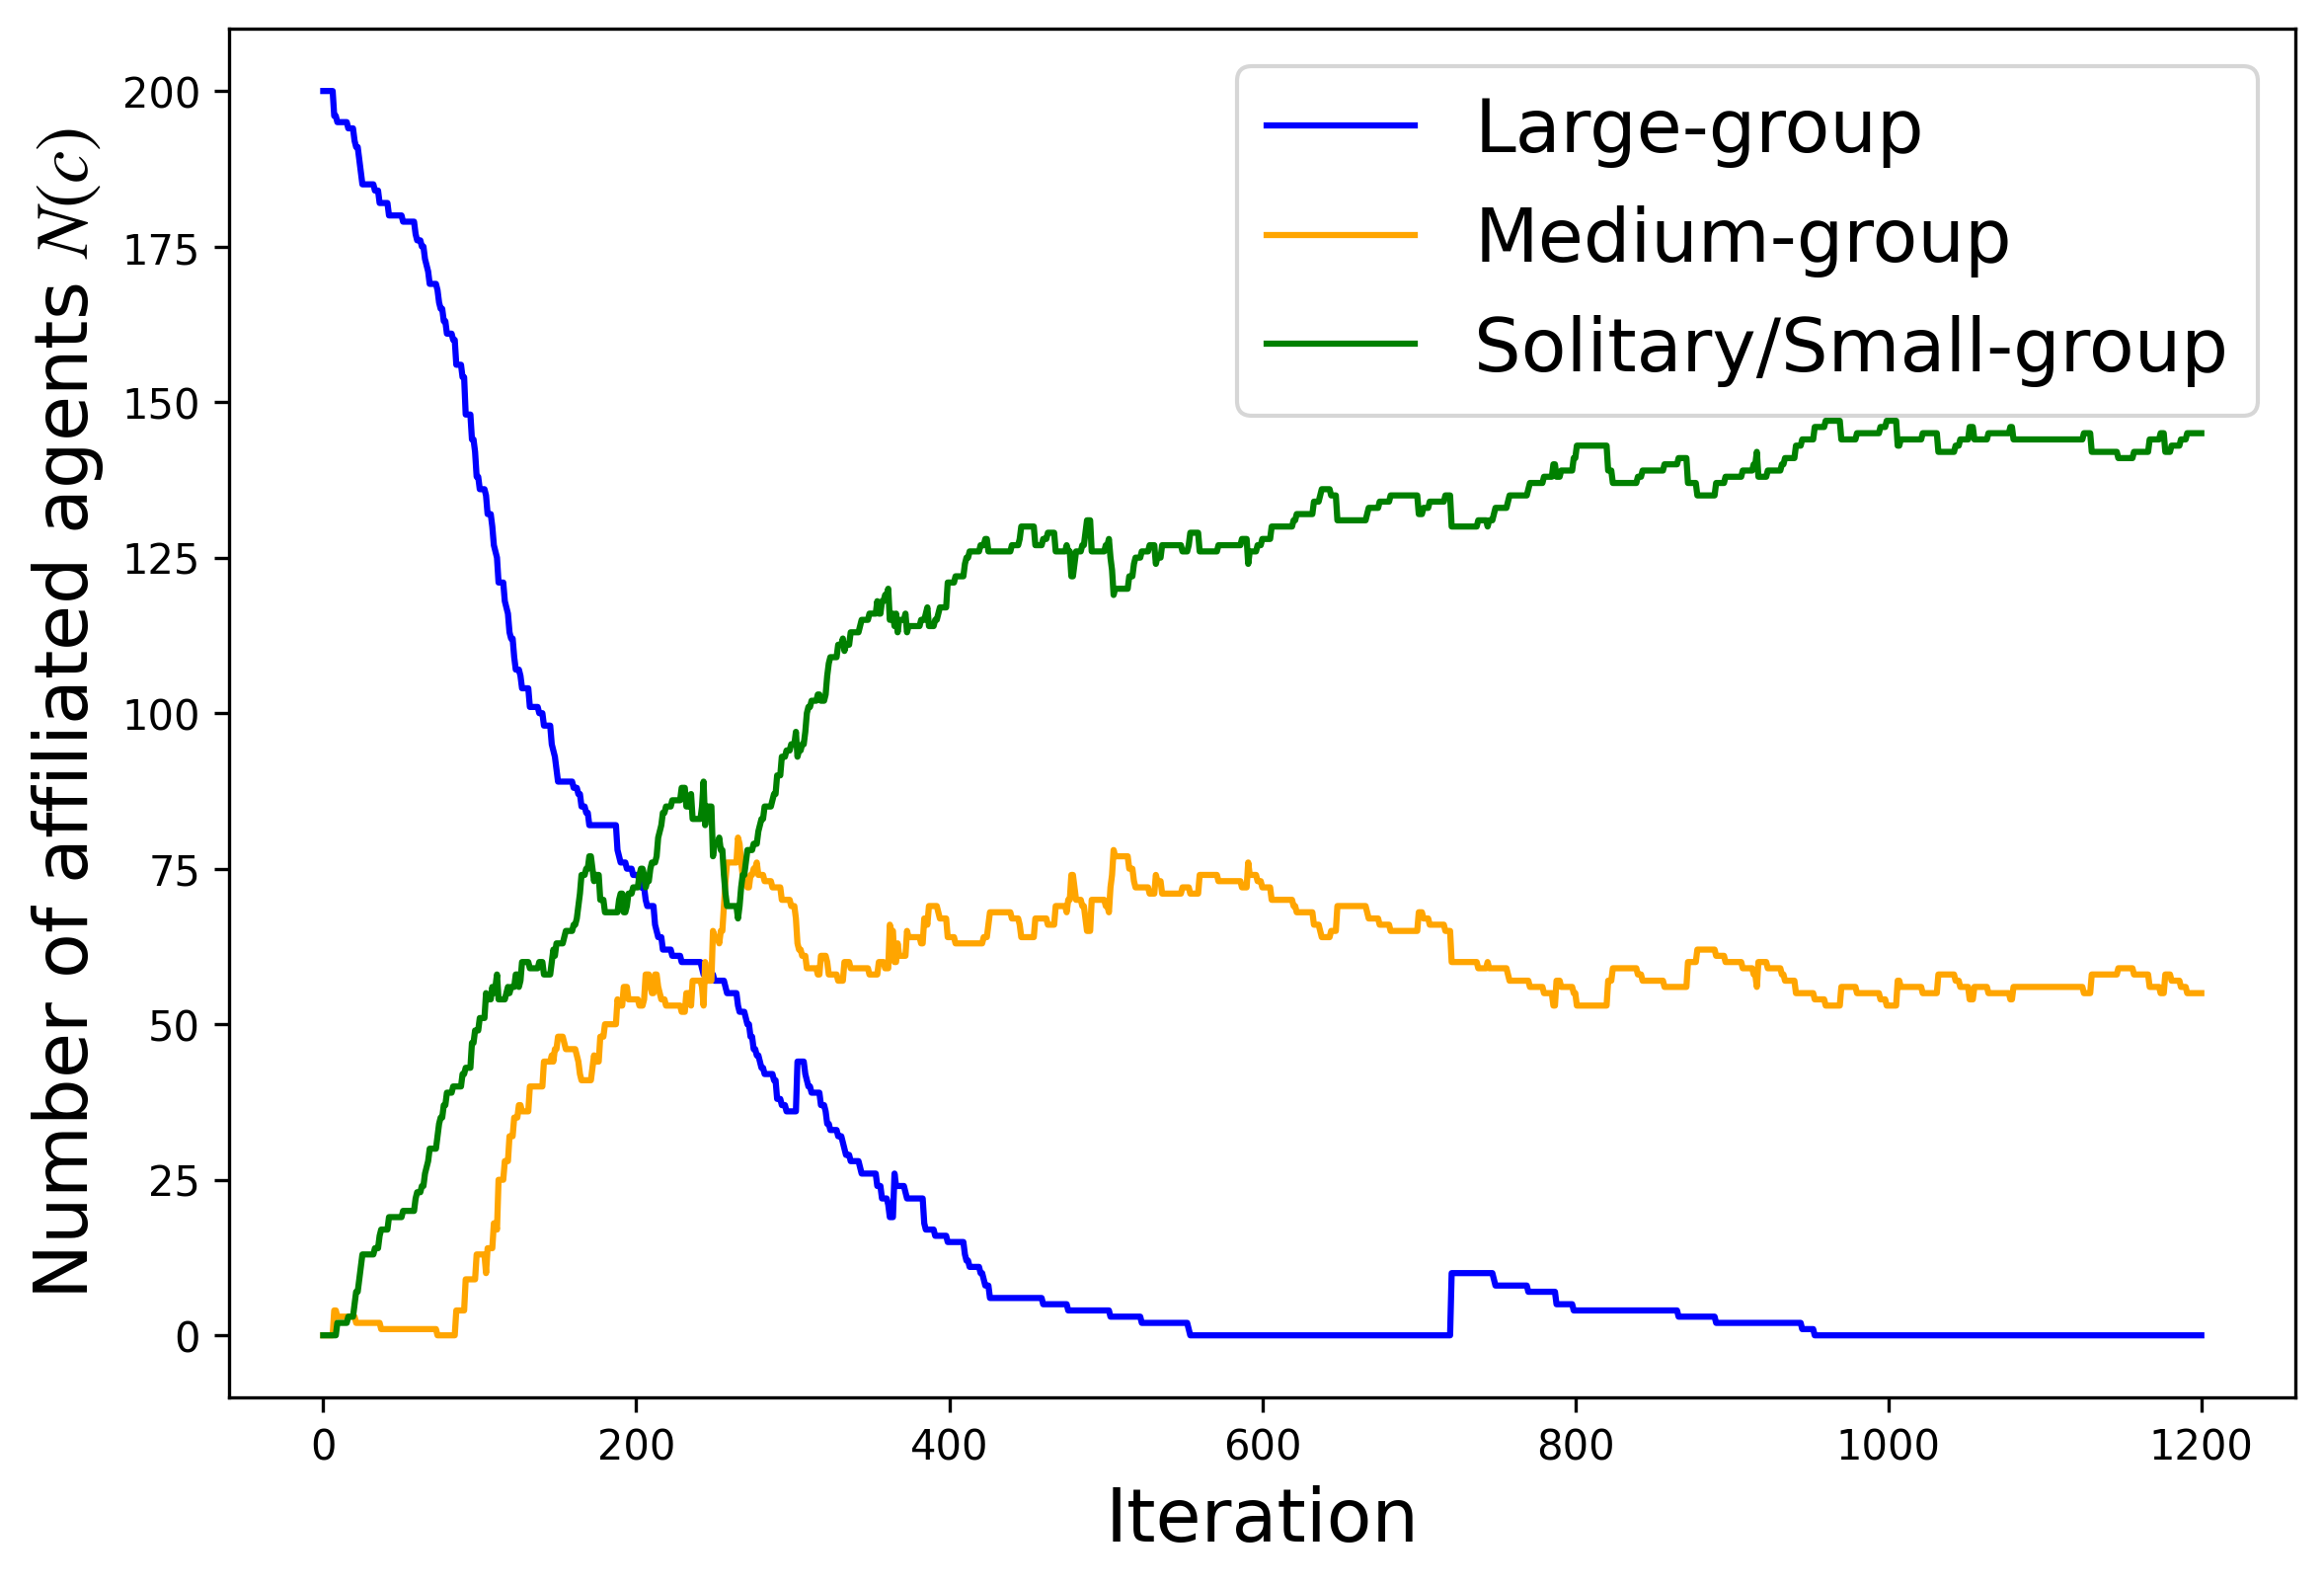 Number of affiliated agents N(c)
200
175
150
125
100
75
50
25
0
Large-group
Medium-group
Solitary/Small-group
0 200 400 600 800 1000 1200
Iteration